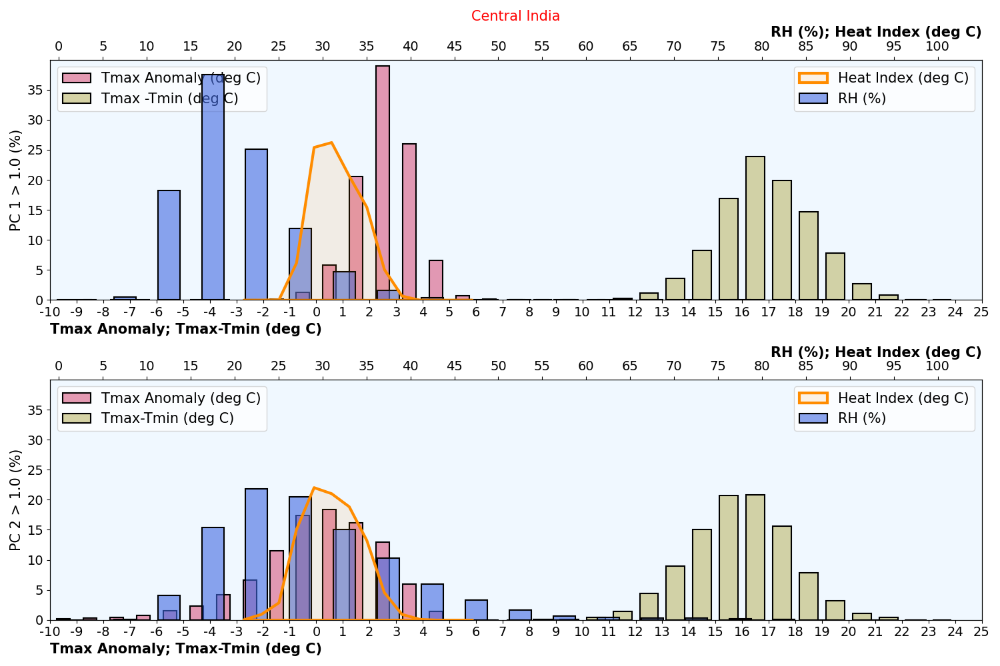 Central India
RH (%); Heat Index (deg C)
0 5 10 15 20 25 30 35 40 45 50 55 60 65 70 75 80 85 90 95 100
Tmax Anomaly (deg C)
Tmax -Tmin (deg C)
Heat Index (deg C)
RH (%)
PC 1 > 1.0 (%)
35
30
25
20
15
10
5
0
-10 -9 -8 -7 -6 -5 -4 -3 -2 -1 0 1 2 3 4 5 6 7 8 9 10 11 12 13 14 15 16 17 18 19 20 21 22 23 24 25
Tmax Anomaly; Tmax-Tmin (deg C)
RH (%); Heat Index (deg C)
0 5 10 15 20 25 30 35 40 45 50 55 60 65 70 75 80 85 90 95 100
Tmax Anomaly (deg C)
Tmax-Tmin (deg C)
Heat Index (deg C)
RH (%)
PC 2 > 1.0 (%)
35
30
25
20
15
10
5
0
-10 -9 -8 -7 -6 -5 -4 -3 -2 -1 0 1 2 3 4 5 6 7 8 9 10 11 12 13 14 15 16 17 18 19 20 21 22 23 24 25
Tmax Anomaly; Tmax-Tmin (deg C)